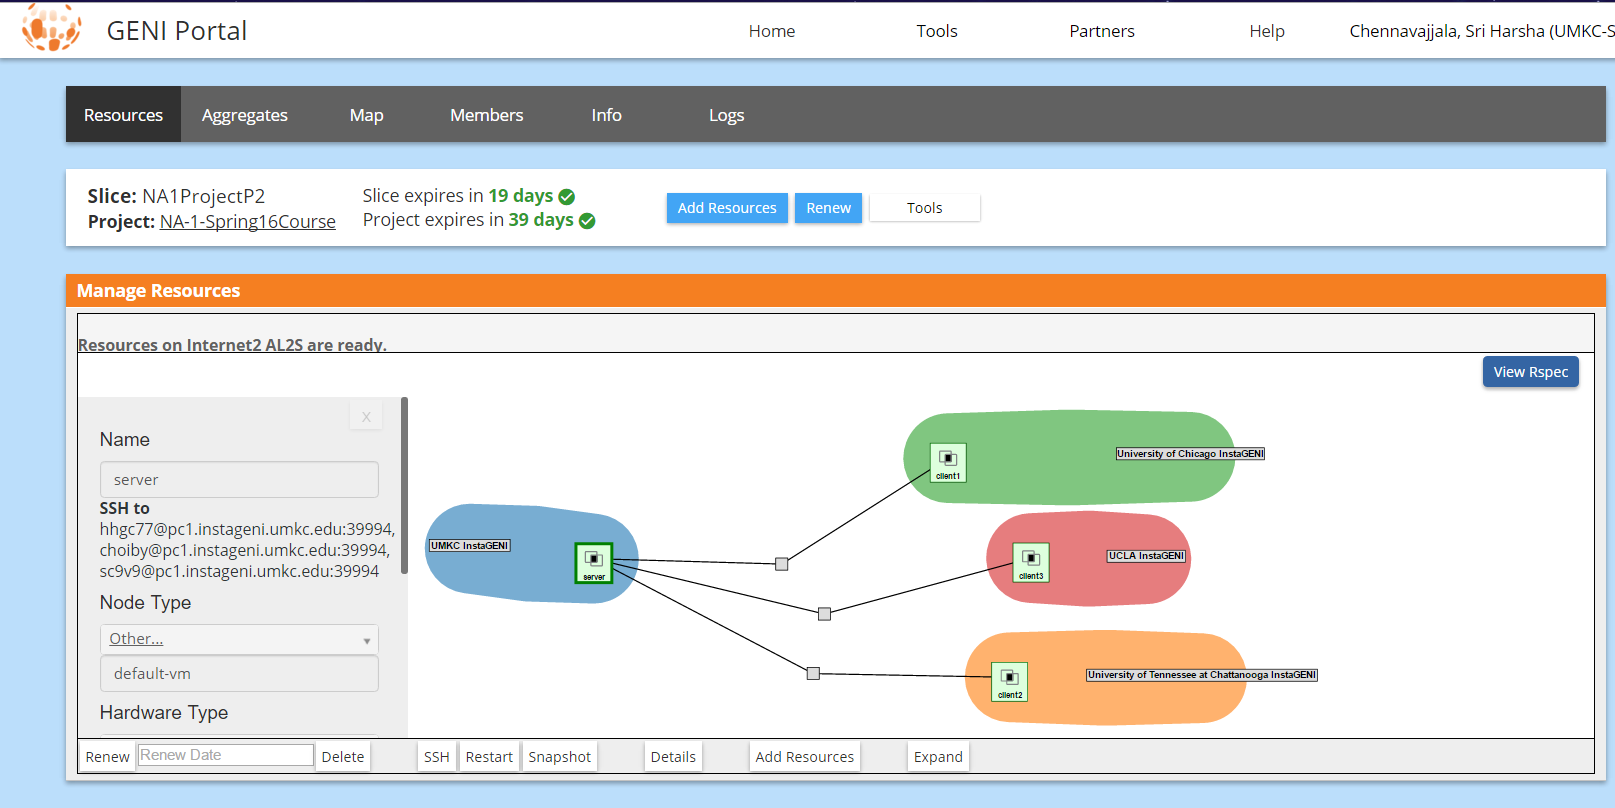 GENI Portal
Home
Tools
Partners
Help
Chennavajjala, Sri Harsha (UMKC-S
Resources
Aggregates
Map
Members
Info
Logs
Slice: NA1ProjectP2
Project: NA-1-Spring16Course
Slice expires in 19 days
Project expires in 39 days
Add Resources
Renew
Tools
Manage Resources
Resources on Internet2 AL2S are ready.
View Rspec
X
Name
server
SSH to
hhgc77@pc1.instageni.umkc.edu:39994,
choiby@pc1.instageni.umkc.edu:39994,
sc9v9@pc1.instageni.umkc.edu:39994
Node Type
Other...
default-vm
Hardware Type
UMKC InstaGENI
server
University of Chicago InstaGENI
client1
UCLA InstaGENI
client3
University of Tennessee at Chattanooga InstaGENI
client2
Renew
Renew Date
Delete
SSH
Restart
Snapshot
Details
Add Resources
Expand